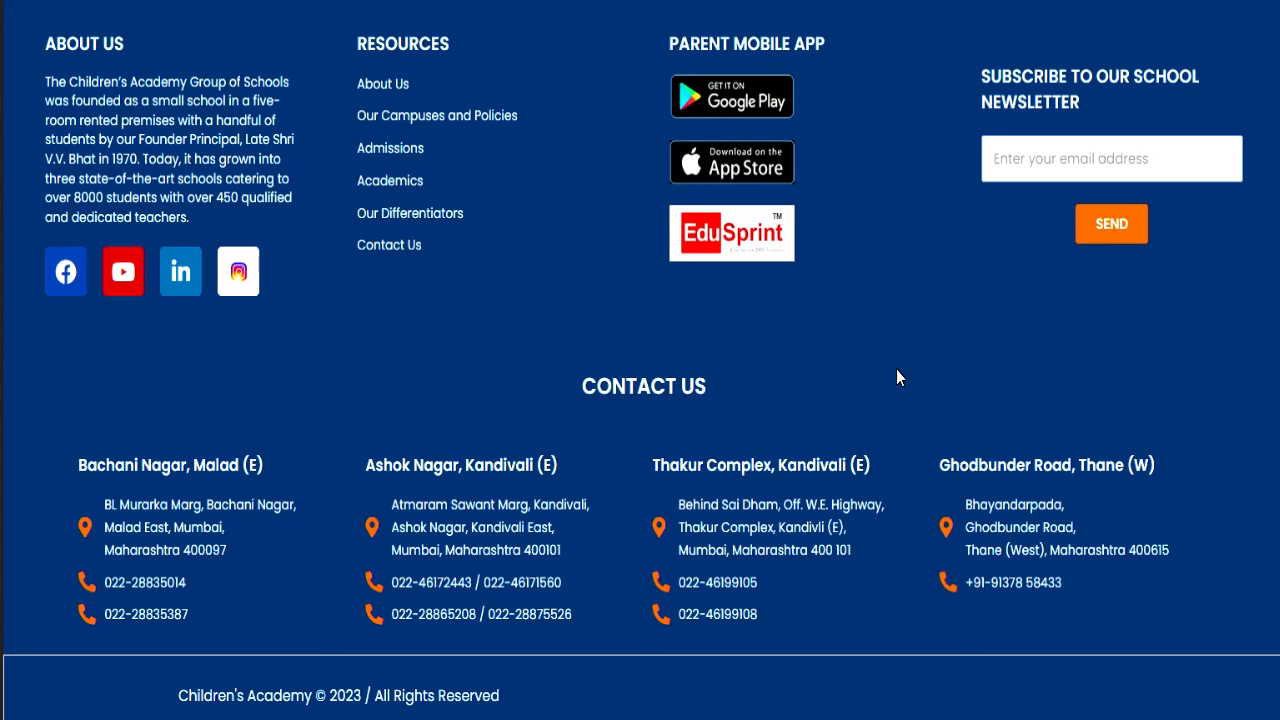 ABOUT US
The Children's Academy Group of Schools
was founded as a small school in a five-
room rented premises with a handful of
students by our Founder Principal, Late Shri
V.V. Bhat in 1970. Today, it has grown into
three state-of-the-art schools catering to
over 8000 students with over 450 qualified
and dedicated teachers.
RESOURCES
About Us
Our Campuses and Policies
Admissions
Academics
Our Differentiators
Contact Us
PARENT MOBILE APP
GET IT ON
Google Play
Download on the
App Store
EduSprint TM
SUBSCRIBE TO OUR SCHOOL
NEWSLETTER
Enter your email address
SEND
CONTACT US
Bachani Nagar, Malad (E)
BL Murarka Marg, Bachani Nagar,
Malad East, Mumbai,
Maharashtra 400097
022-28835014
022-28835387
Ashok Nagar, Kandivali (E)
Atmaram Sawant Marg, Kandivali,
Ashok Nagar, Kandivali East,
Mumbai, Maharashtra 400101
022-46172443 / 022-46171560
022-28865208 / 022-28875526
Thakur Complex, Kandivali (E)
Behind Sai Dham, Off. W.E. Highway,
Thakur Complex, Kandivli (E),
Mumbai, Maharashtra 400 101
022-46199105
022-46199108
Ghodbunder Road, Thane (W)
Bhayandarpada,
Ghodbunder Road,
Thane (West), Maharashtra 400615
+91-91378 58433
Children's Academy © 2023 / All Rights Reserved